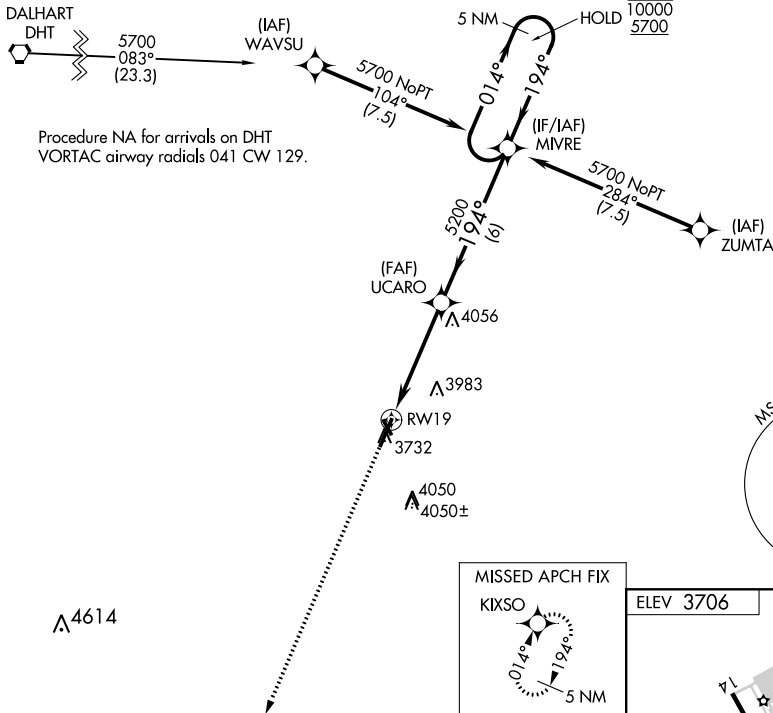 DALHART
DHT
5700
083°
(23.3)
(IAF)
WAVSU
5700 NoPT
104°
(7.5)
5 NM
HOLD
10000
5700
014°
194°
(IF/IAF)
MIVRE
Procedure NA for arrivals on DHT
VORTAC airway radials 041 CW 129.
5700 NoPT
284°
(7.5)
(IAF)
ZUMTA
5200
194°
(6)
(FAF)
UCARO
4056
3983
RW19
3732
4050
4050±
4614
MISSED APCH FIX
KIXSO
014°
194°
5 NM
ELEV 3706
14